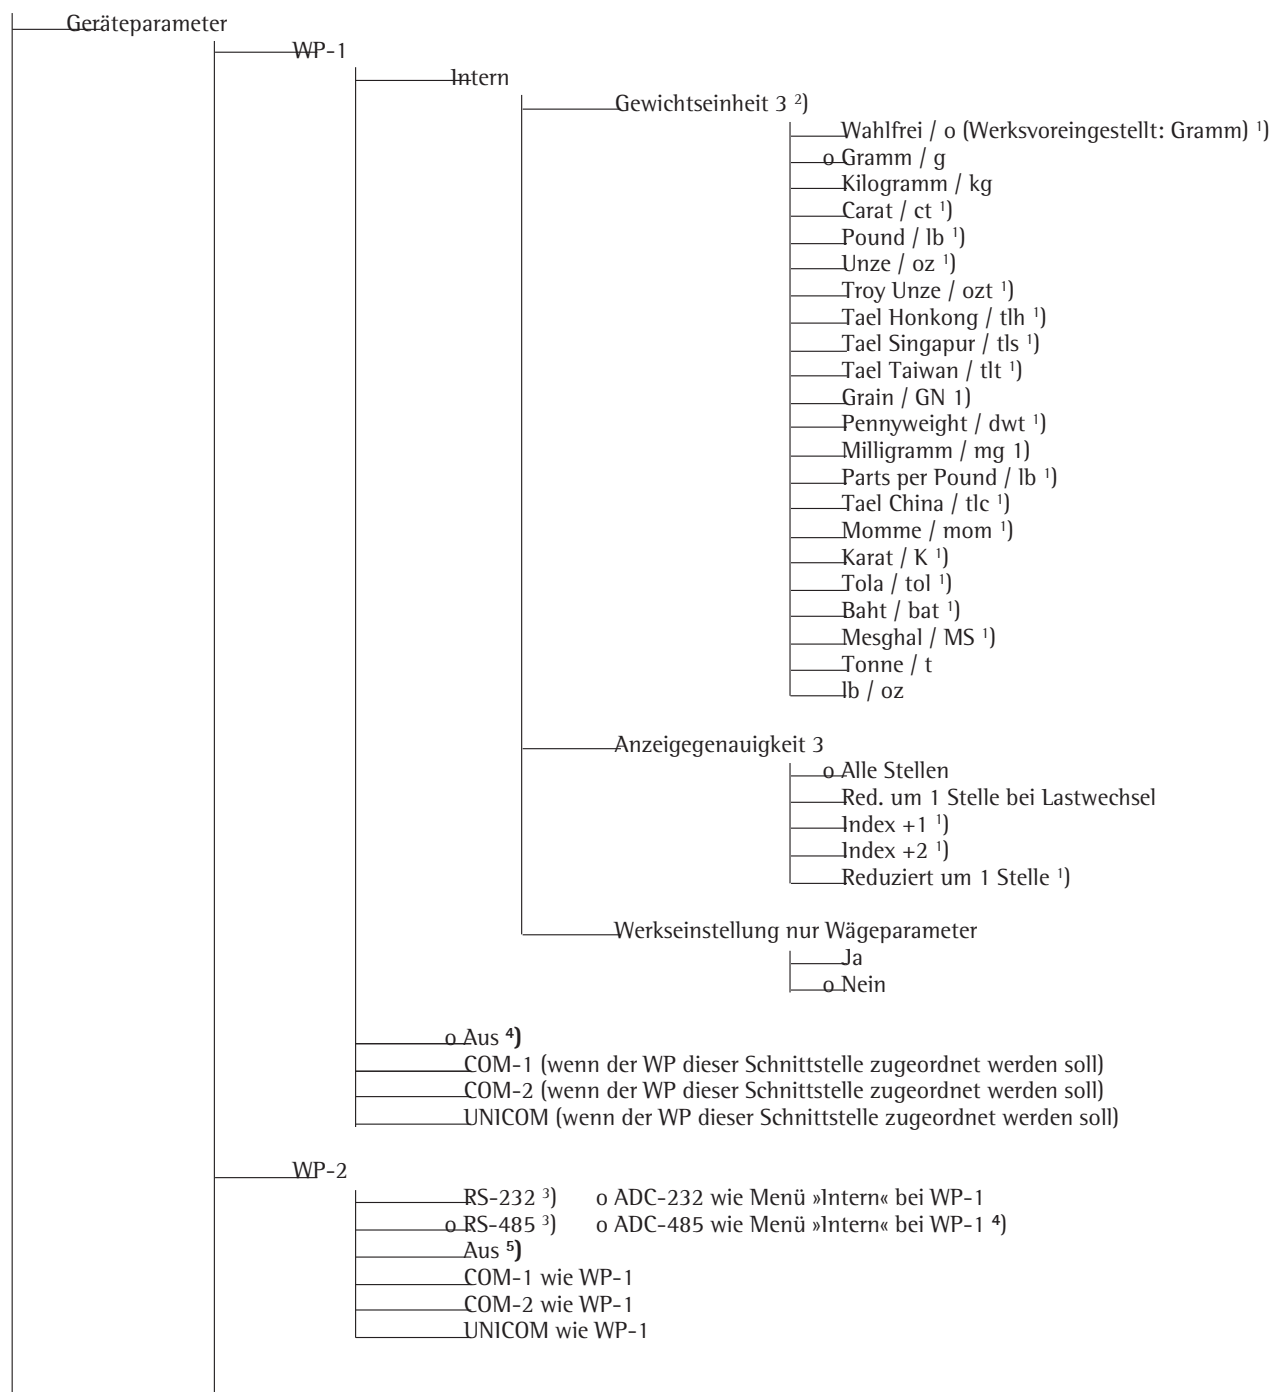 Geräteparameter
WP-1
Intern
Gewichtseinheit 3 ²)
Wahlfrei / o (Werksvoreingestellt: Gramm) ¹)
o Gramm / g
Kilogramm / kg
Carat / ct ¹)
Pound / lb ¹)
Unze / oz ¹)
Troy Unze / ozt ¹)
Tael Honkong / tlh ¹)
Tael Singapur / tls ¹)
Tael Taiwan / tlt ¹)
Grain / GN 1)
Pennyweight / dwt ¹)
Milligramm / mg 1)
Parts per Pound / lb ¹)
Tael China / tlc ¹)
Momme / mom ¹)
Karat / K ¹)
Tola / tol ¹)
Baht / bat ¹)
Mesghal / MS ¹)
Tonne / t
lb / oz
Anzeigegenauigkeit 3
o Alle Stellen
Red. um 1 Stelle bei Lastwechsel
Index +1 ¹)
Index +2 ¹)
Reduziert um 1 Stelle ¹)
Werkseinstellung nur Wägeparameter
Ja
o Nein
o Aus ⁴)
COM-1 (wenn der WP dieser Schnittstelle zugeordnet werden soll)
COM-2 (wenn der WP dieser Schnittstelle zugeordnet werden soll)
UNICOM (wenn der WP dieser Schnittstelle zugeordnet werden soll)
WP-2
RS-232 ³) o ADC-232 wie Menü »Intern« bei WP-1
o RS-485 ³) o ADC-485 wie Menü »Intern« bei WP-1 ⁴)
Aus ⁵)
COM-1 wie WP-1
COM-2 wie WP-1
UNICOM wie WP-1